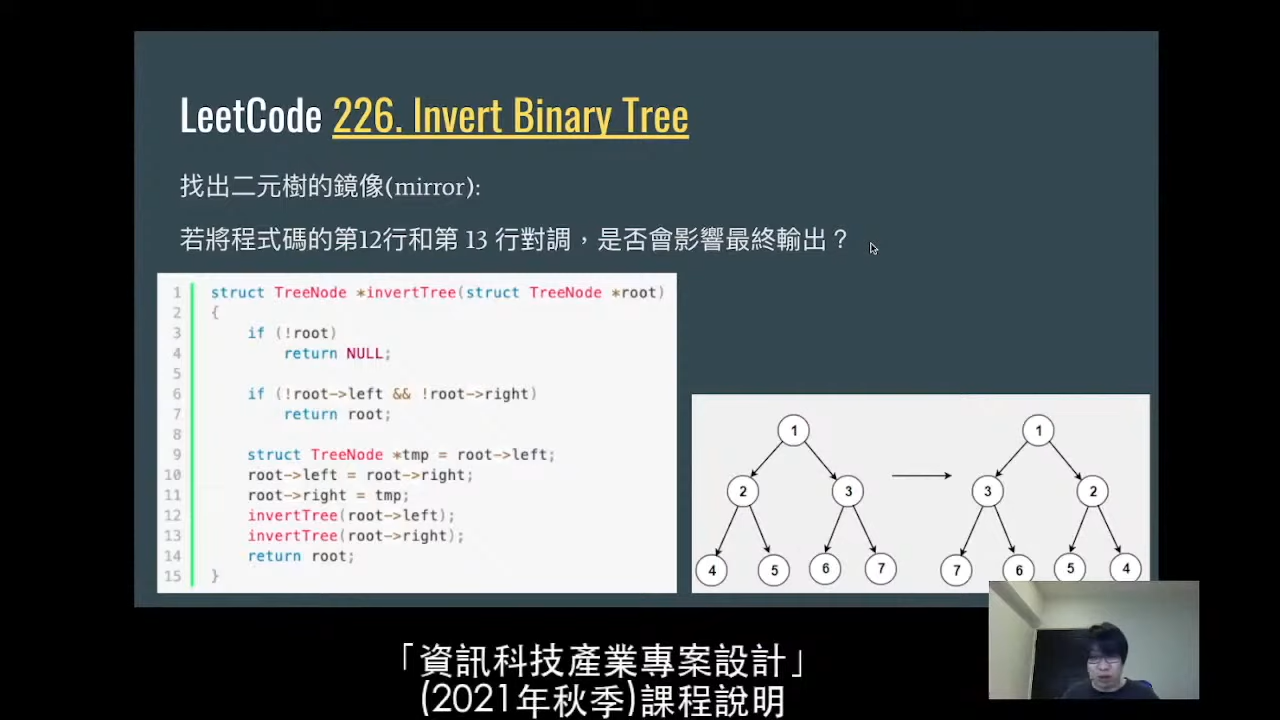 LeetCode 226. Invert Binary Tree
找出二元樹的鏡像(mirror):
若將程式碼的第12行和第 13 行對調，是否會影響最終輸出？
1 struct TreeNode *invertTree(struct TreeNode *root)
2 {
3     if (!root)
4         return NULL;
5
6     if (!root->left && !root->right)
7         return root;
8
9     struct TreeNode *tmp = root->left;
10     root->left = root->right;
11     root->right = tmp;
12     invertTree(root->left);
13     invertTree(root->right);
14     return root;
15 }
1 1
2 3 3 2
4 5 6 7 7 6 5 4
「資訊科技產業專案設計」
(2021年秋季)課程說明